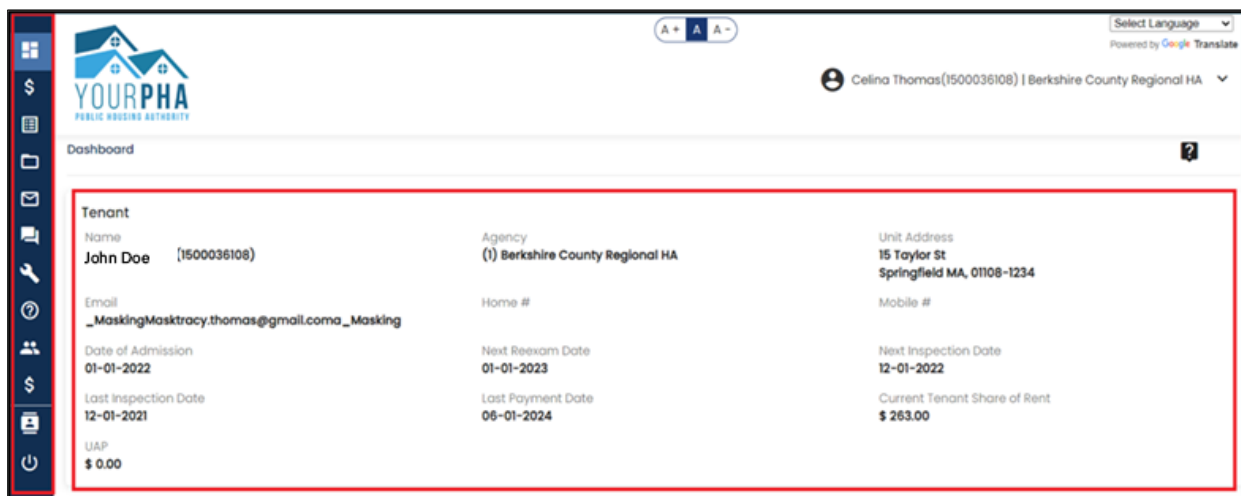 A + A A -
Select Language
Powered by Google Translate
YOURPHA
PUBLIC HOUSING AUTHORITY
Celina Thomas(1500036108) | Berkshire County Regional HA
Dashboard
Tenant
Name
John Doe (1500036108)
Agency
(1) Berkshire County Regional HA
Unit Address
15 Taylor St
Springfield MA, 01108-1234
Email
_MaskingMasktracy.thomas@gmail.coma_Masking
Home #
Mobile #
Date of Admission
01-01-2022
Next Reexam Date
01-01-2023
Next Inspection Date
12-01-2022
Last Inspection Date
12-01-2021
Last Payment Date
06-01-2024
Current Tenant Share of Rent
$ 263.00
UAP
$ 0.00